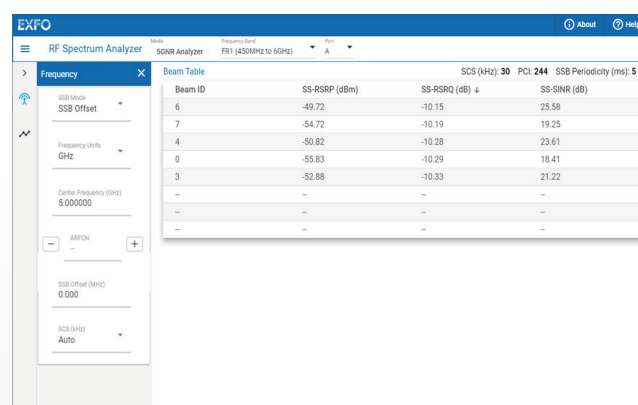 EXFO
About Help
RF Spectrum Analyzer
Mode
5GNR Analyzer
Frequency Band
FR1 (450MHz to 6GHz)
Port
A
Frequency X
SSB Mode
SSB Offset
Frequency Units
GHz
Center Frequency (GHz)
5.000000
ARFCN
--
SSB Offset (MHz)
0.000
SCS (kHz)
Auto
Beam Table SCS (kHz): 30 PCI: 244 SSB Periodicity (ms): 5
Beam ID SS-RSRP (dBm) SS-RSRQ (dB) ↓ SS-SINR (dB)
6 -49.72 -10.15 25.58
7 -54.72 -10.19 19.25
4 -50.82 -10.28 23.61
0 -55.83 -10.29 18.41
3 -52.88 -10.33 21.22
-- -- -- --
-- -- -- --
-- -- -- --